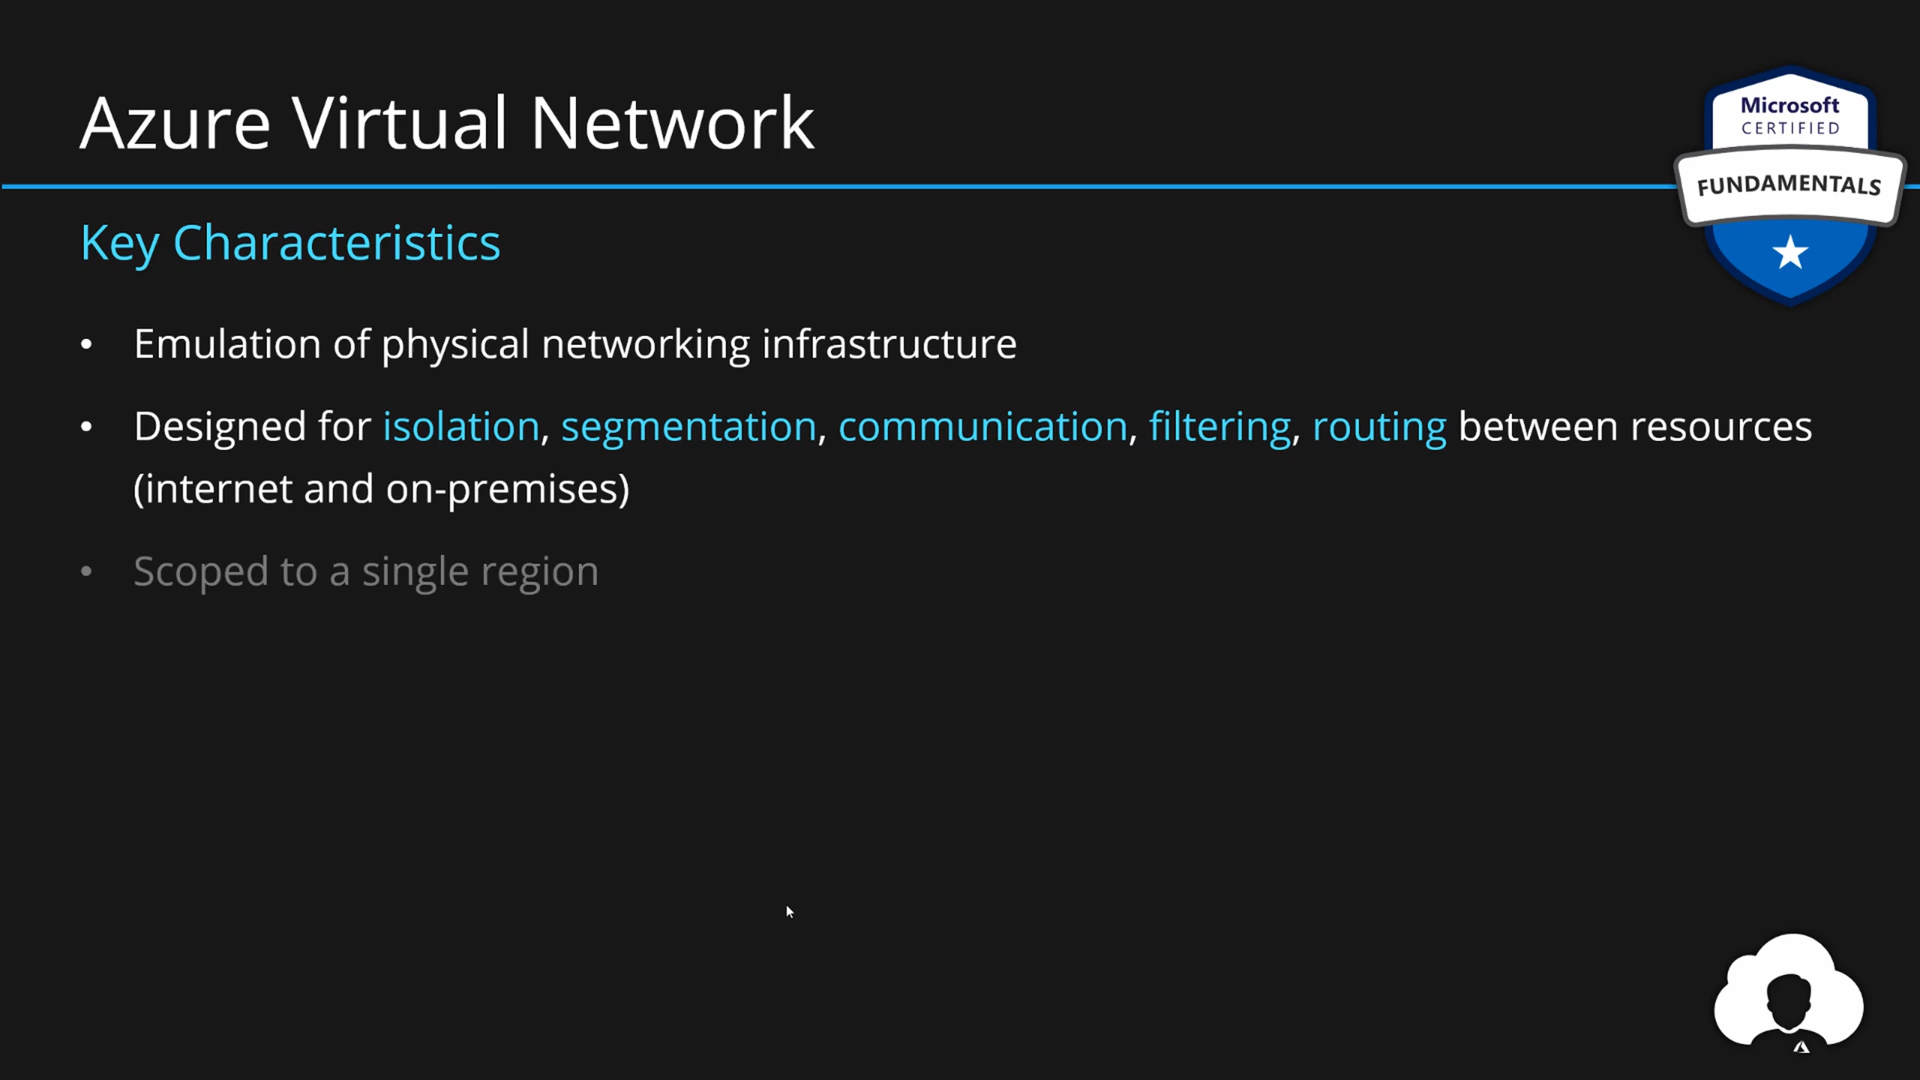 Azure Virtual Network
Microsoft
CERTIFIED
FUNDAMENTALS
Key Characteristics
• Emulation of physical networking infrastructure
• Designed for isolation, segmentation, communication, filtering, routing between resources
(internet and on-premises)
• Scoped to a single region